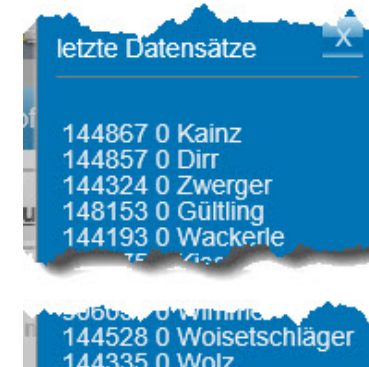 letzte Datensätze X
144867 0 Kainz
144857 0 Dirr
144324 0 Zwerger
148153 0 Gültling
144193 0 Wackerle
144528 0 Woisetschläger
144335 0 Wolz